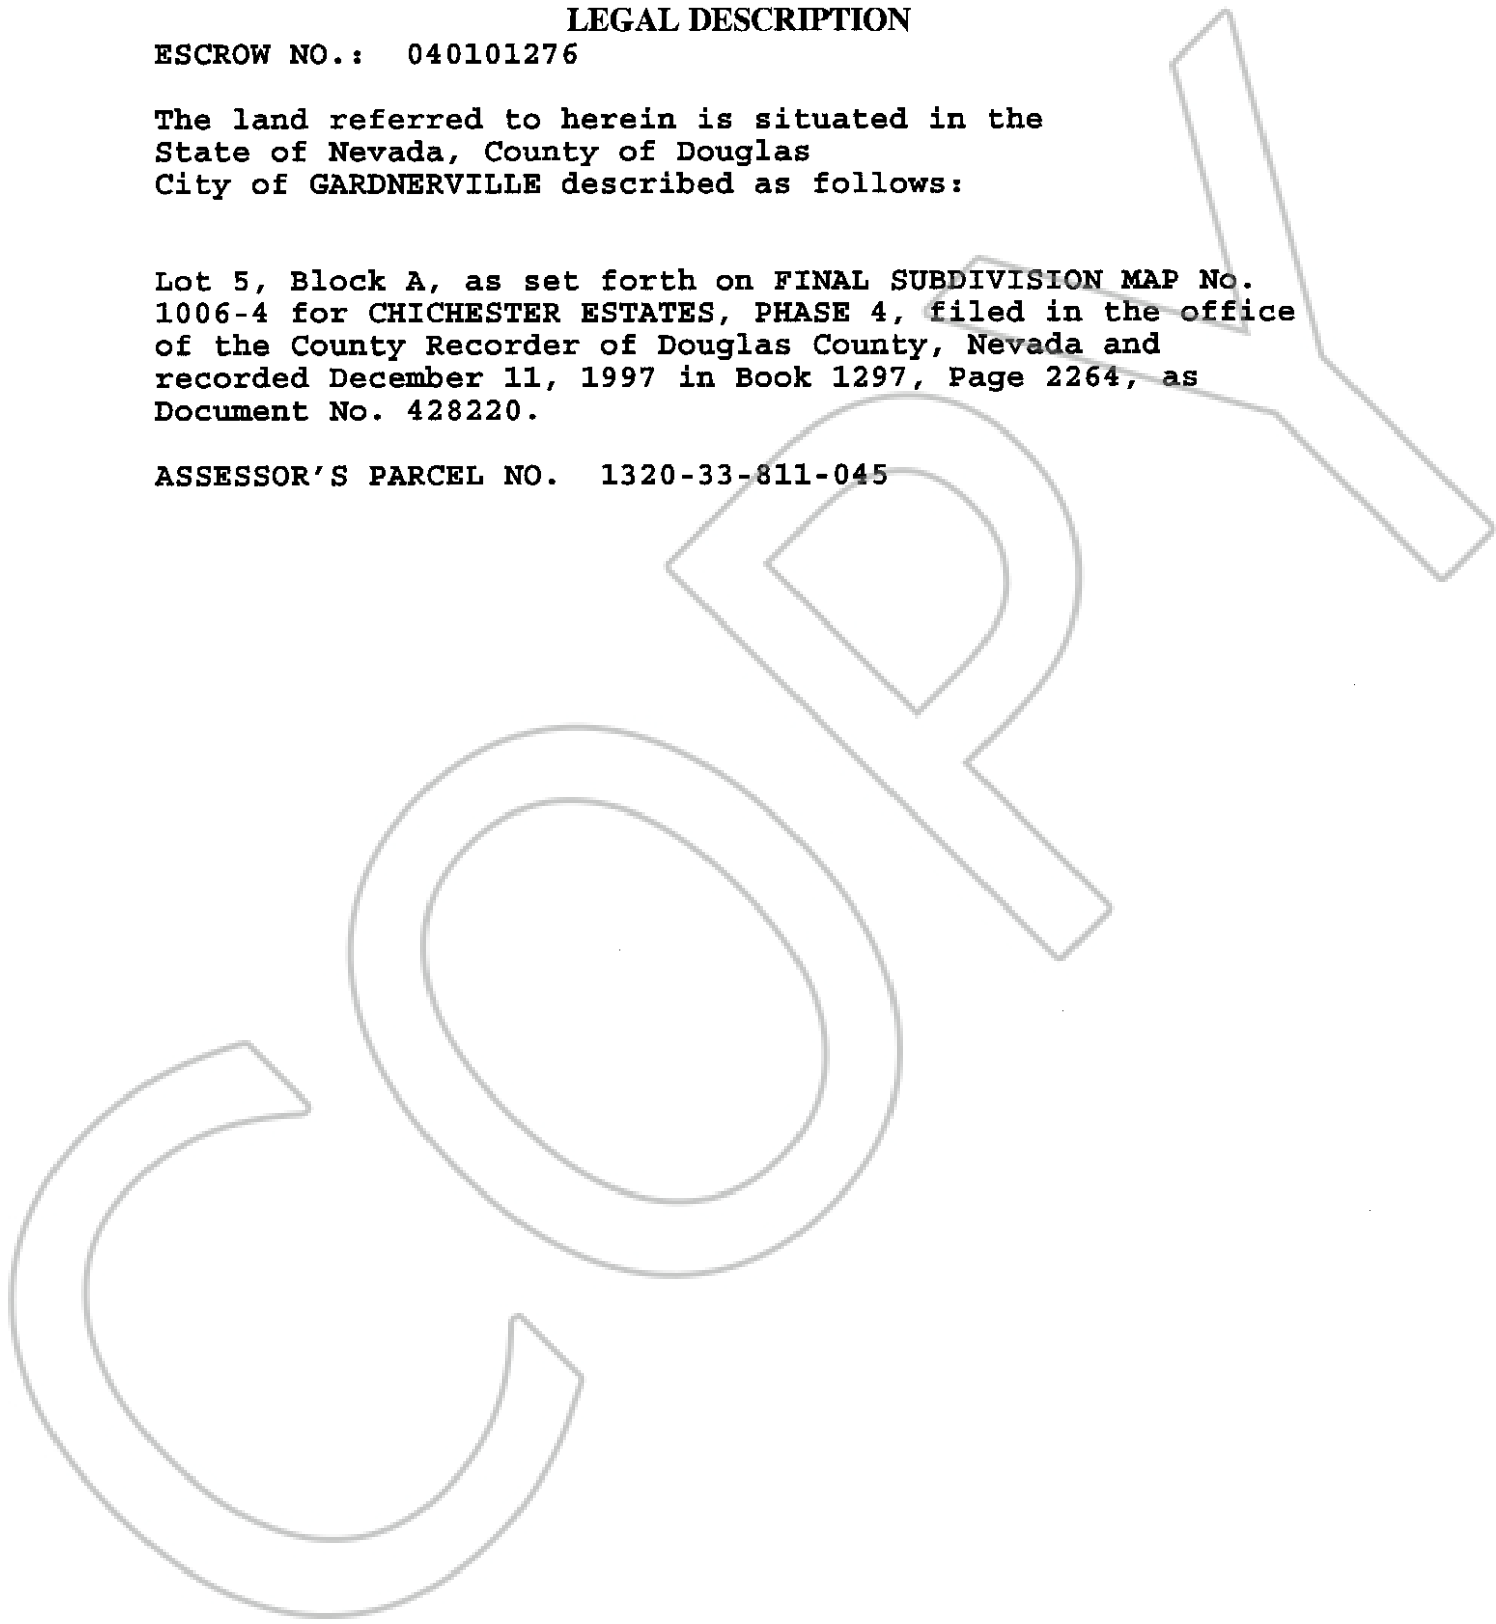 LEGAL DESCRIPTION
ESCROW NO.: 040101276
The land referred to herein is situated in the
State of Nevada, County of Douglas
City of GARDNERVILLE described as follows:
Lot 5, Block A, as set forth on FINAL SUBDIVISION MAP No.
1006-4 for CHICHESTER ESTATES, PHASE 4, filed in the office
of the County Recorder of Douglas County, Nevada and
recorded December 11, 1997 in Book 1297, Page 2264, as
Document No. 428220.
ASSESSOR'S PARCEL NO. 1320-33-811-045
COPY